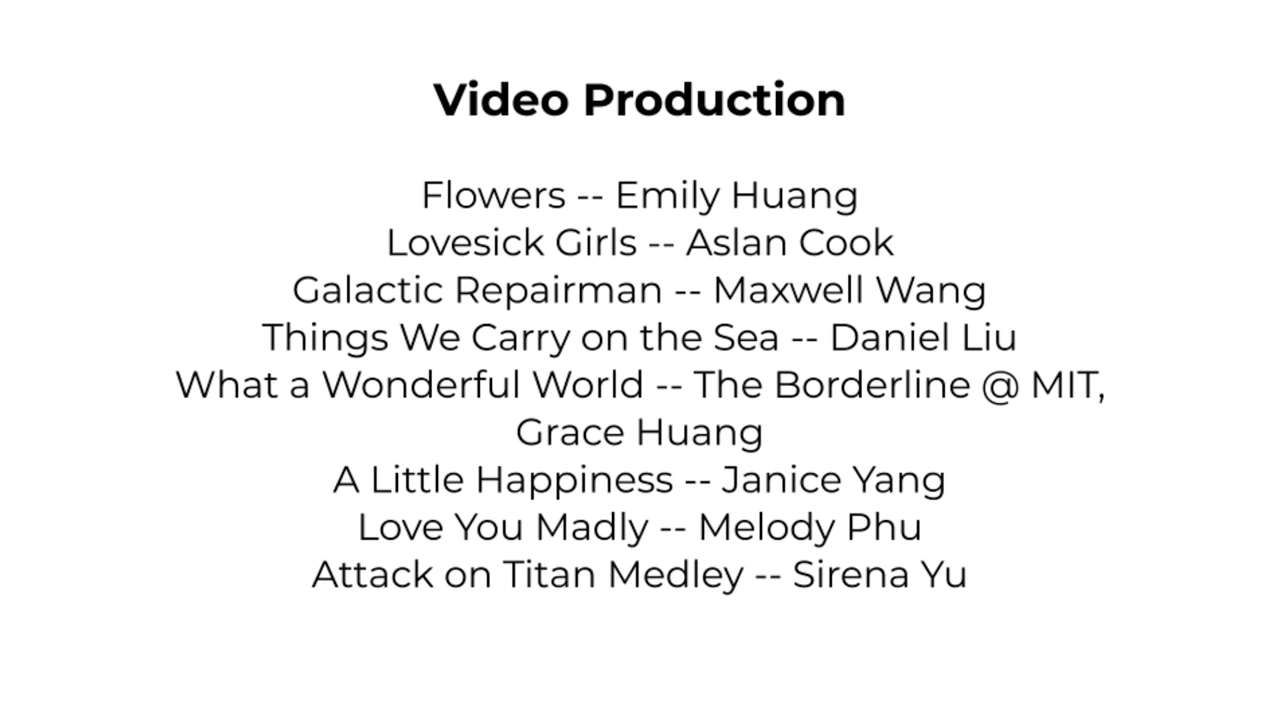 Video Production
Flowers -- Emily Huang
Lovesick Girls -- Aslan Cook
Galactic Repairman -- Maxwell Wang
Things We Carry on the Sea -- Daniel Liu
What a Wonderful World -- The Borderline @ MIT,
Grace Huang
A Little Happiness -- Janice Yang
Love You Madly -- Melody Phu
Attack on Titan Medley -- Sirena Yu